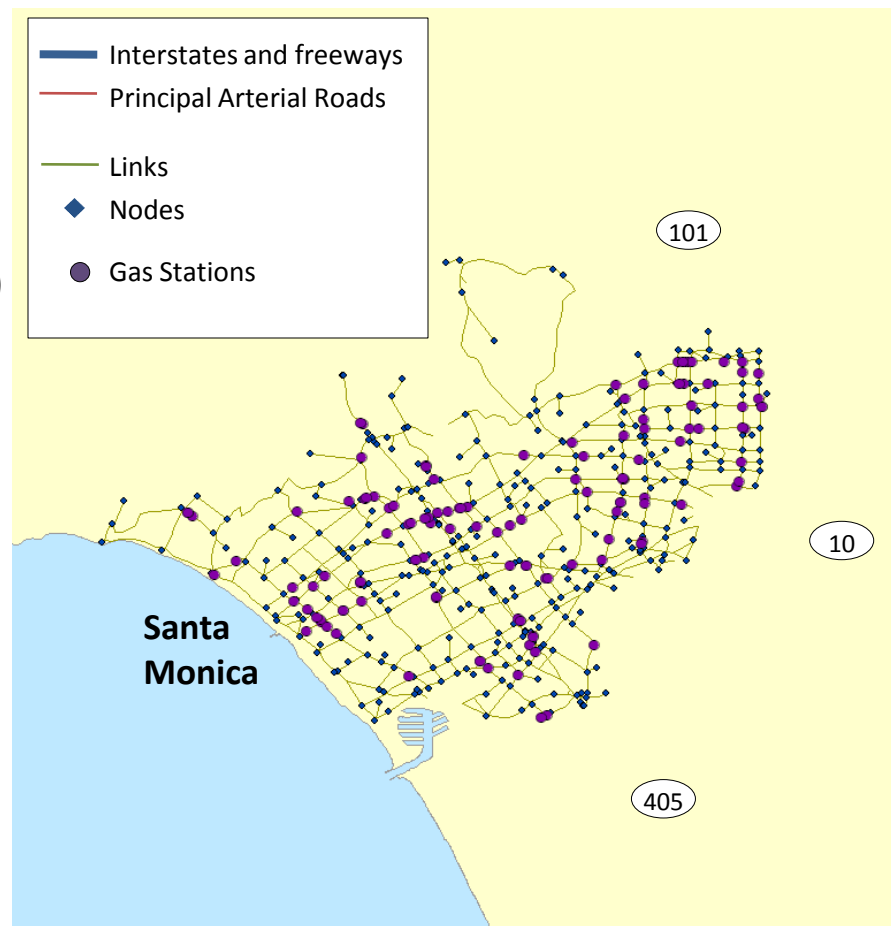 Interstates and freeways
Principal Arterial Roads
Links
Nodes
Gas Stations
101
10
Santa
Monica
405